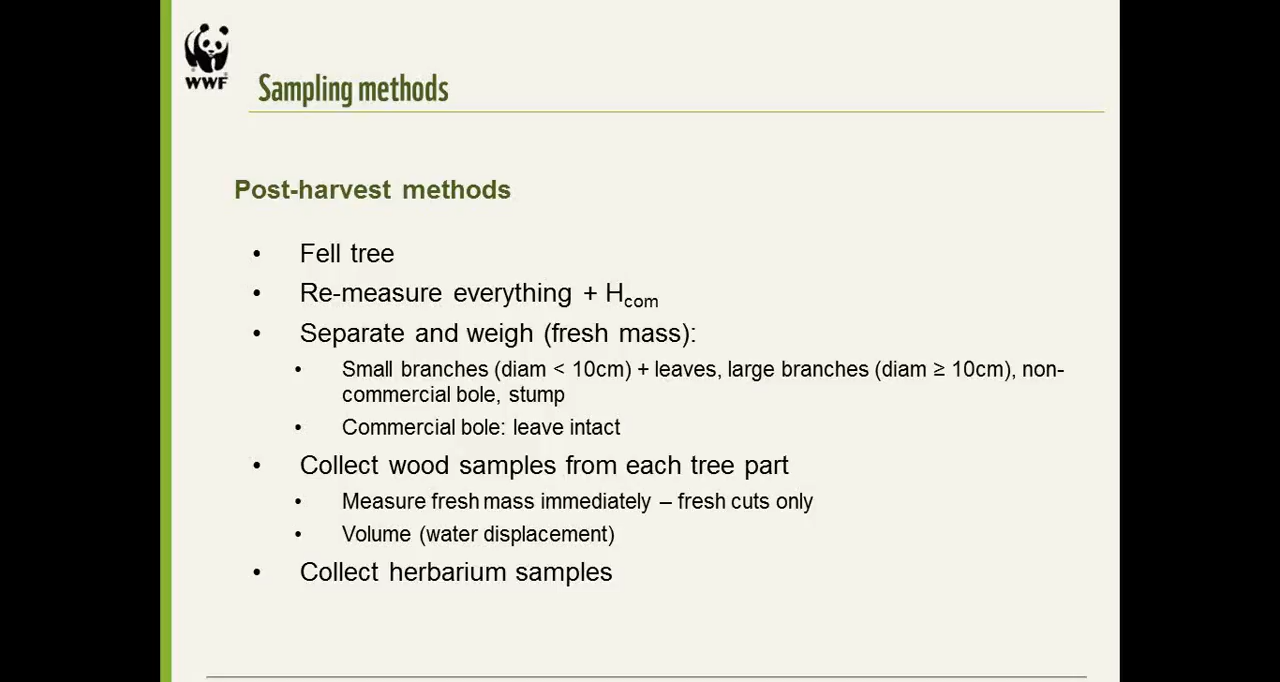 WWF
Sampling methods
Post-harvest methods
• Fell tree
• Re-measure everything + Hcom
• Separate and weigh (fresh mass):
• Small branches (diam < 10cm) + leaves, large branches (diam ≥ 10cm), non-
commercial bole, stump
• Commercial bole: leave intact
• Collect wood samples from each tree part
• Measure fresh mass immediately – fresh cuts only
• Volume (water displacement)
• Collect herbarium samples